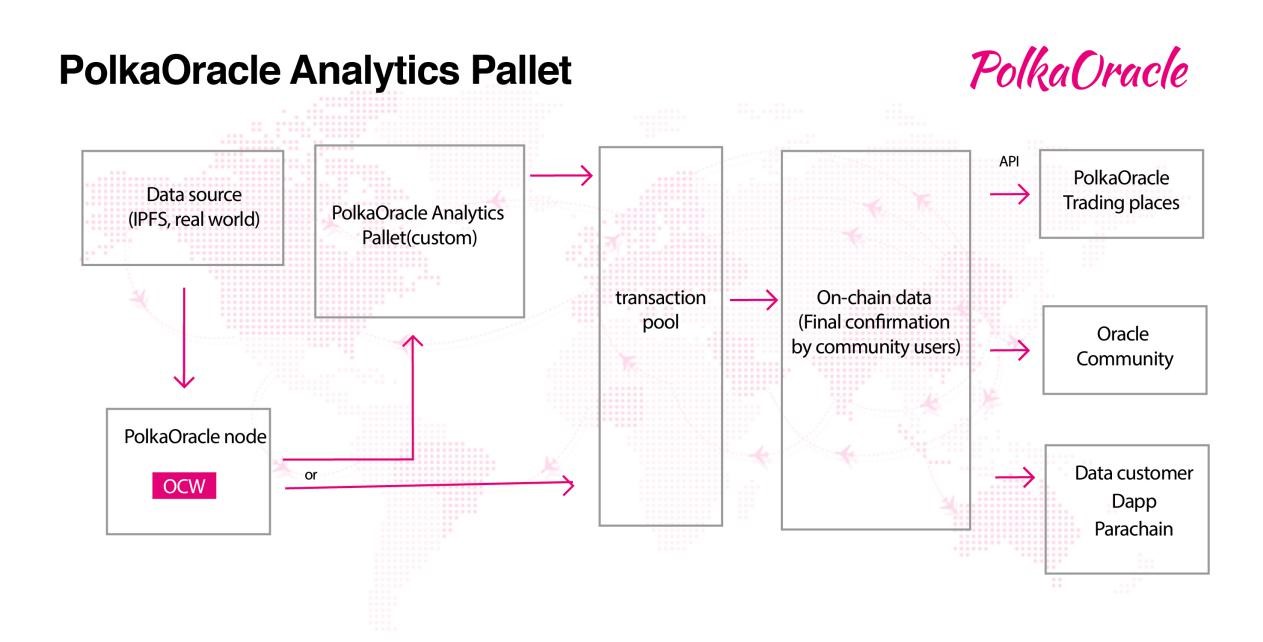 PolkaOracle Analytics Pallet
PolkaOracle
Data source
(IPFS, real world)
PolkaOracle Analytics
Pallet(custom)
PolkaOracle node
OCW
or
transaction
pool
On-chain data
(Final confirmation
by community users)
API
PolkaOracle
Trading places
Oracle
Community
Data customer
Dapp
Parachain